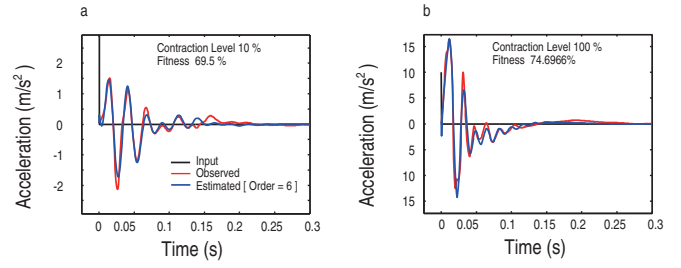 a
Contraction Level 10 %
Fitness 69.5 %
2
1
0
-1
-2
Input
Observed
Estimated [ Order = 6 ]
0 0.05 0.1 0.15 0.2 0.25 0.3
Time (s)
Acceleration (m/s²)
b
Contraction Level 100 %
Fitness 74.6966%
15
10
5
0
5
10
15
0 0.05 0.1 0.15 0.2 0.25 0.3
Time (s)
Acceleration (m/s²)